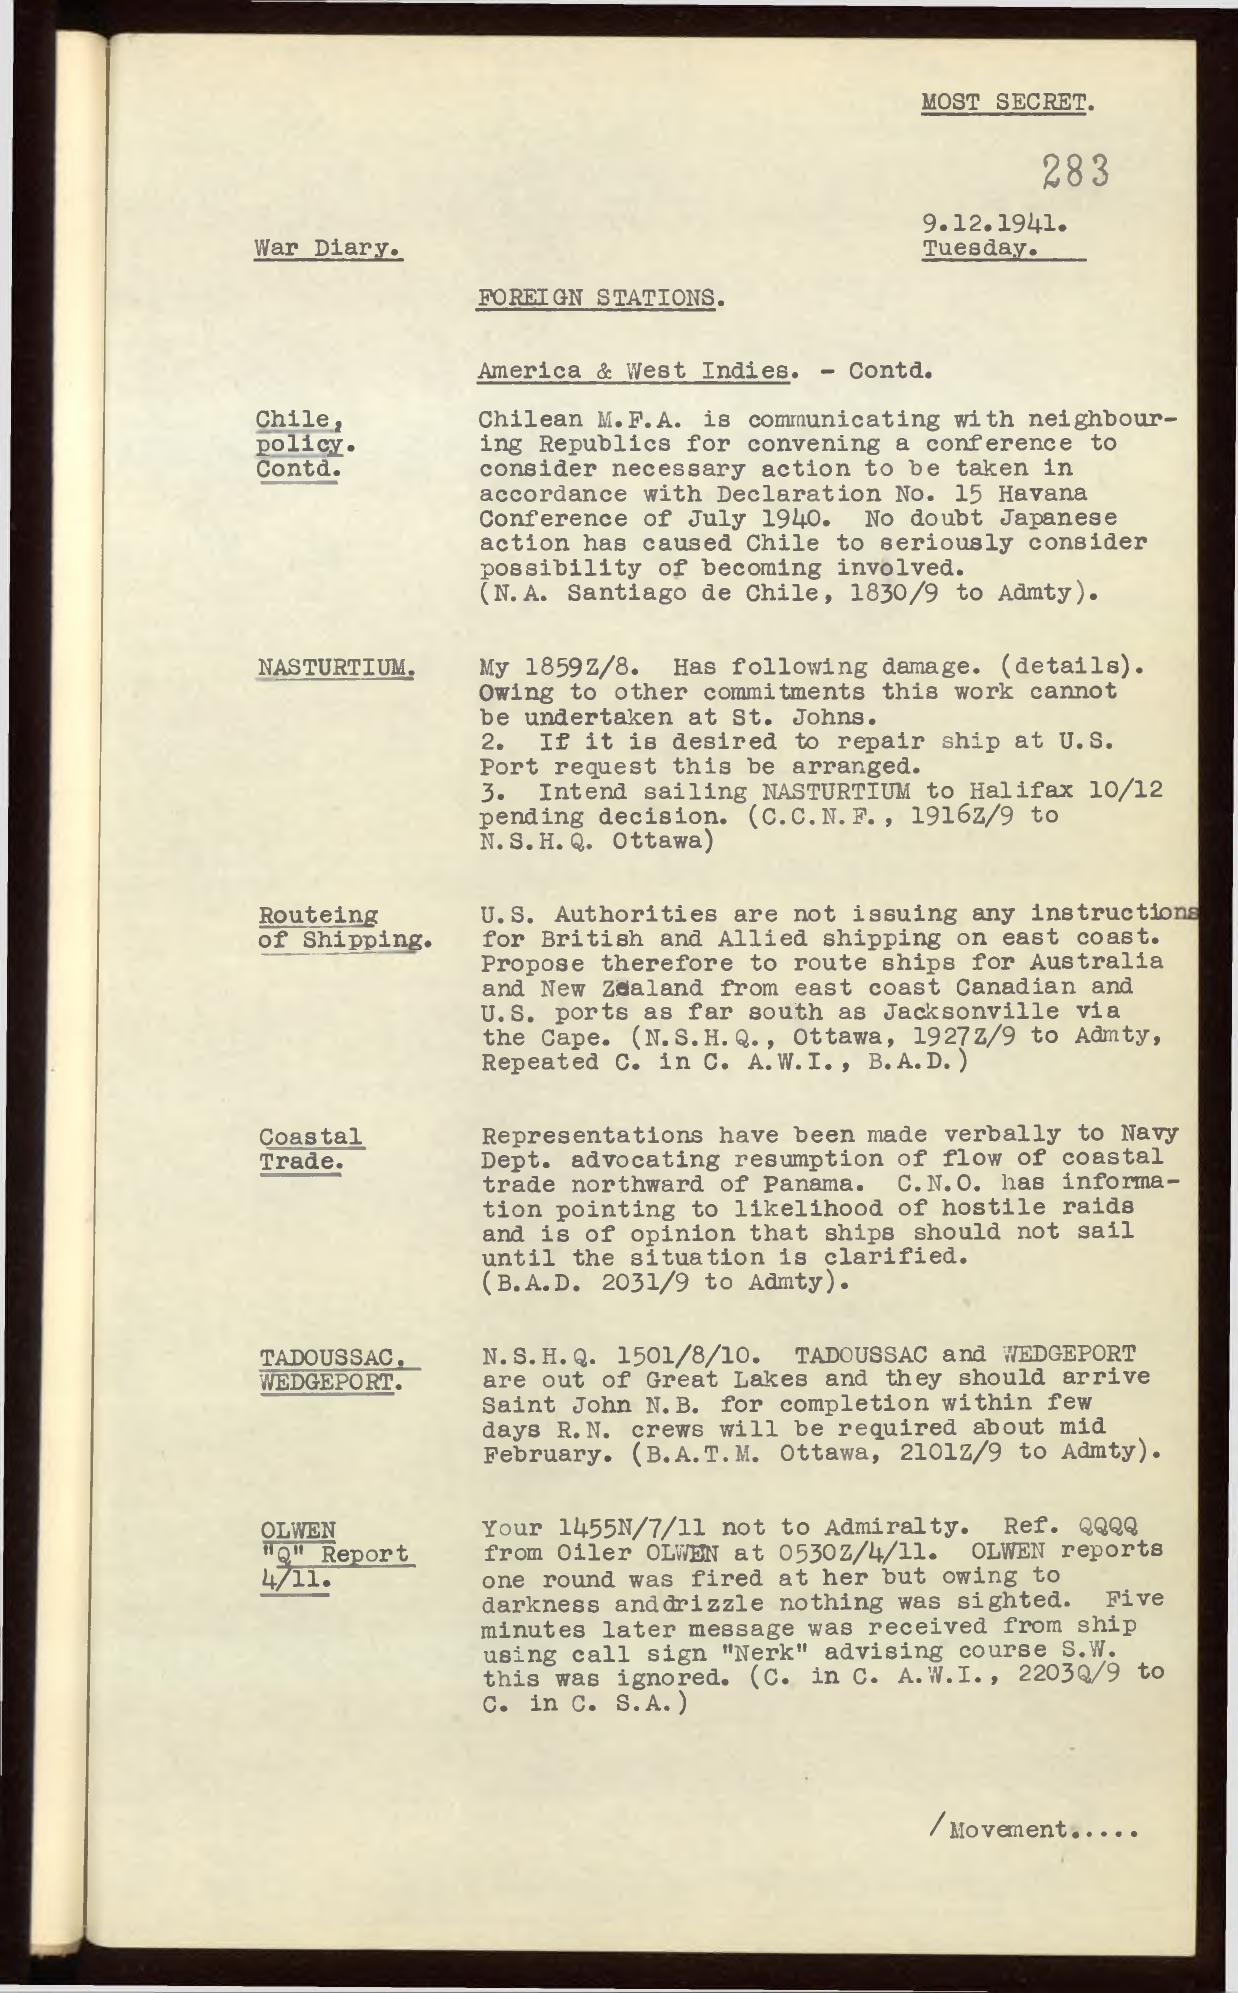 MOST SECRET.
283
9.12.1941.
War Diary.
Tuesday.
FOREIGN STATIONS.
America & West Indies. - Contd.
Chile,
policy.
Contd.
Chilean M.F.A. is communicating with neighbour-
ing Republics for convening a conference to
consider necessary action to be taken in
accordance with Declaration No. 15 Havana
Conference of July 1940. No doubt Japanese
action has caused Chile to seriously consider
possibility of becoming involved.
(N.A. Santiago de Chile, 1830/9 to Admty).
NASTURTIUM.
My 1859Z/8. Has following damage. (details).
Owing to other commitments this work cannot
be undertaken at St. Johns.
2. If it is desired to repair ship at U.S.
Port request this be arranged.
3. Intend sailing NASTURTIUM to Halifax 10/12
pending decision. (C.C.N.F., 1916Z/9 to
N.S.H.Q. Ottawa)
Routeing
of Shipping.
U.S. Authorities are not issuing any instructions
for British and Allied shipping on east coast.
Propose therefore to route ships for Australia
and New Zealand from east coast Canadian and
U.S. ports as far south as Jacksonville via
the Cape. (N.S.H.Q., Ottawa, 1927Z/9 to Admty,
Repeated C. in C. A.W.I., B.A.D.)
Coastal
Trade.
Representations have been made verbally to Navy
Dept. advocating resumption of flow of coastal
trade northward of Panama. C.N.O. has informa-
tion pointing to likelihood of hostile raids
and is of opinion that ships should not sail
until the situation is clarified.
(B.A.D. 2031/9 to Admty).
TADOUSSAC,
WEDGEPORT.
N.S.H.Q. 1501/8/10. TADOUSSAC and WEDGEPORT
are out of Great Lakes and they should arrive
Saint John N.B. for completion within few
days R.N. crews will be required about mid
February. (B.A.T.M. Ottawa, 2101Z/9 to Admty).
OLWEN
"Q" Report
4/11.
Your 1455N/7/11 not to Admiralty. Ref. QQQQ
from Oiler OLWEN at 0530Z/4/11. OLWEN reports
one round was fired at her but owing to
darkness anddrizzle nothing was sighted. Five
minutes later message was received from ship
using call sign "Nerk" advising course S.W.
this was ignored. (C. in C. A.W.I., 2203Q/9 to
C. in C. S.A.)
/Movement.....